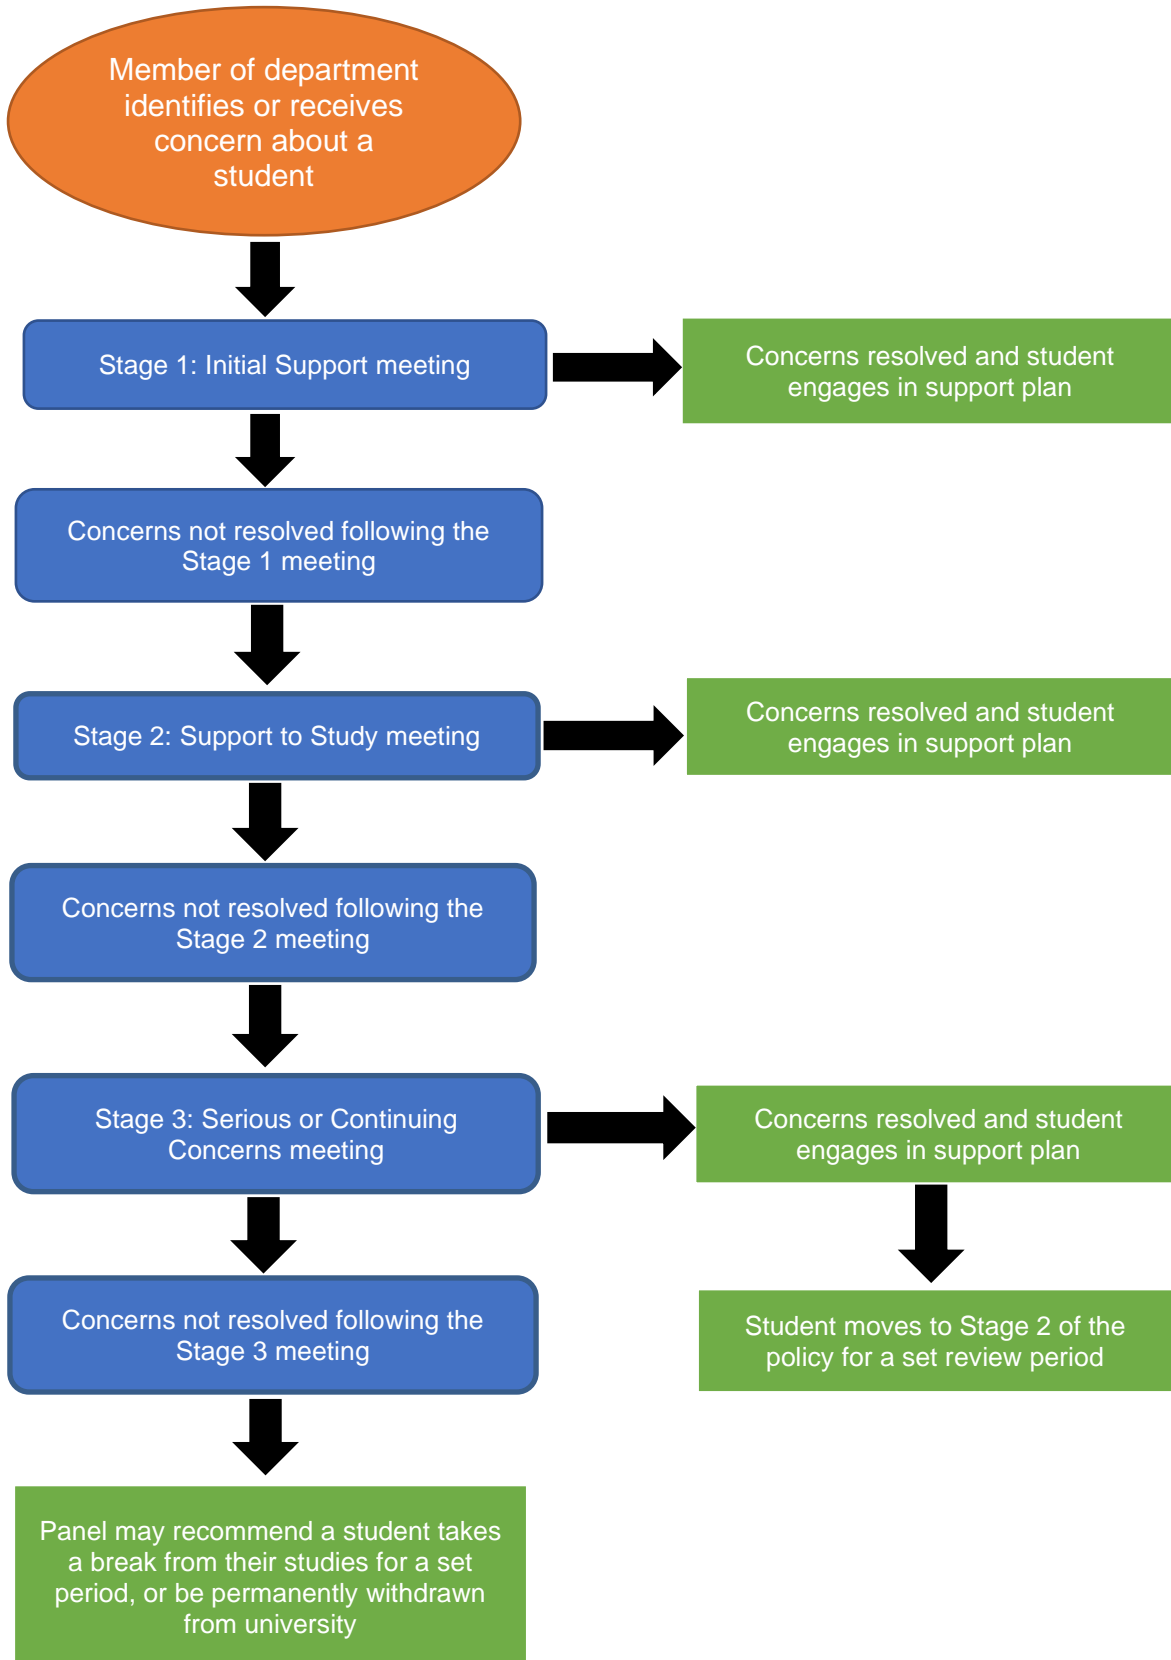 Member of department
identifies or receives
concern about a
student
Stage 1: Initial Support meeting
Concerns resolved and student
engages in support plan
Concerns not resolved following the
Stage 1 meeting
Stage 2: Support to Study meeting
Concerns resolved and student
engages in support plan
Concerns not resolved following the
Stage 2 meeting
Stage 3: Serious or Continuing
Concerns meeting
Concerns resolved and student
engages in support plan
Concerns not resolved following the
Stage 3 meeting
Student moves to Stage 2 of the
policy for a set review period
Panel may recommend a student takes
a break from their studies for a set
period, or be permanently withdrawn
from university